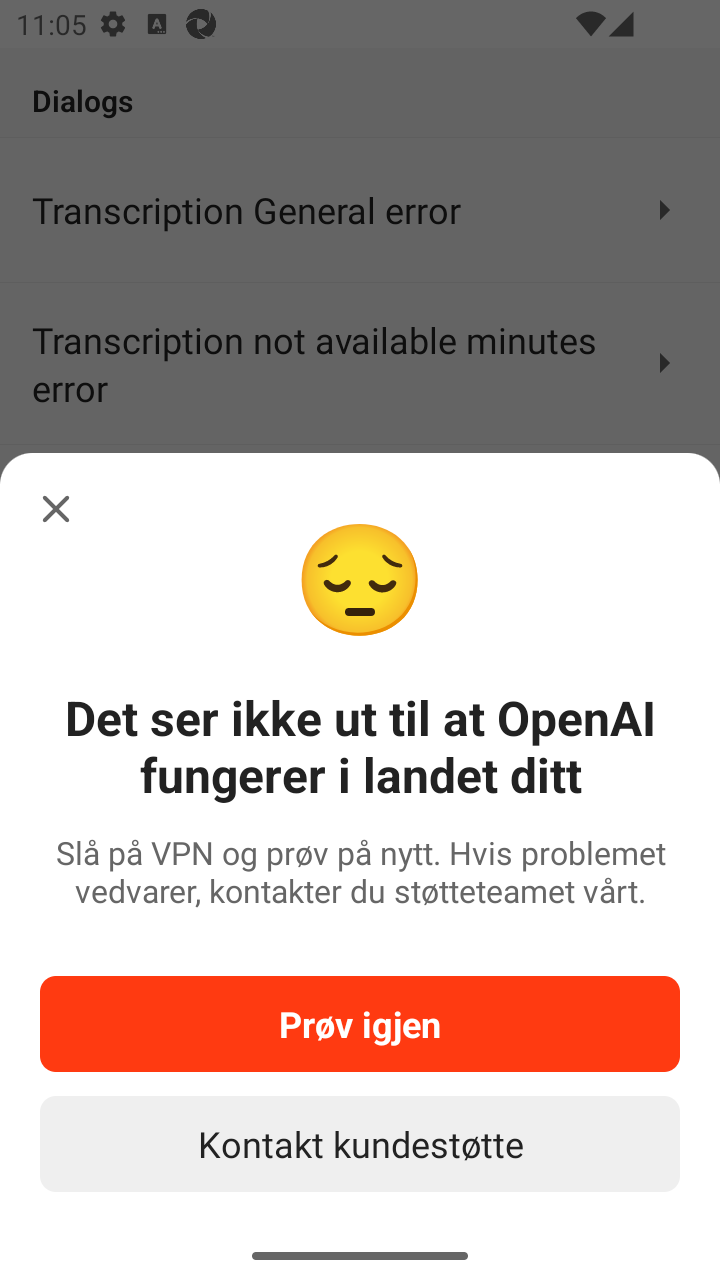 11:05
Dialogs
Transcription General error
Transcription not available minutes
error
Det ser ikke ut til at OpenAI
fungerer i landet ditt
Slå på VPN og prøv på nytt. Hvis problemet
vedvarer, kontakter du støtteteamet vårt.
Prøv igjen
Kontakt kundestøtte